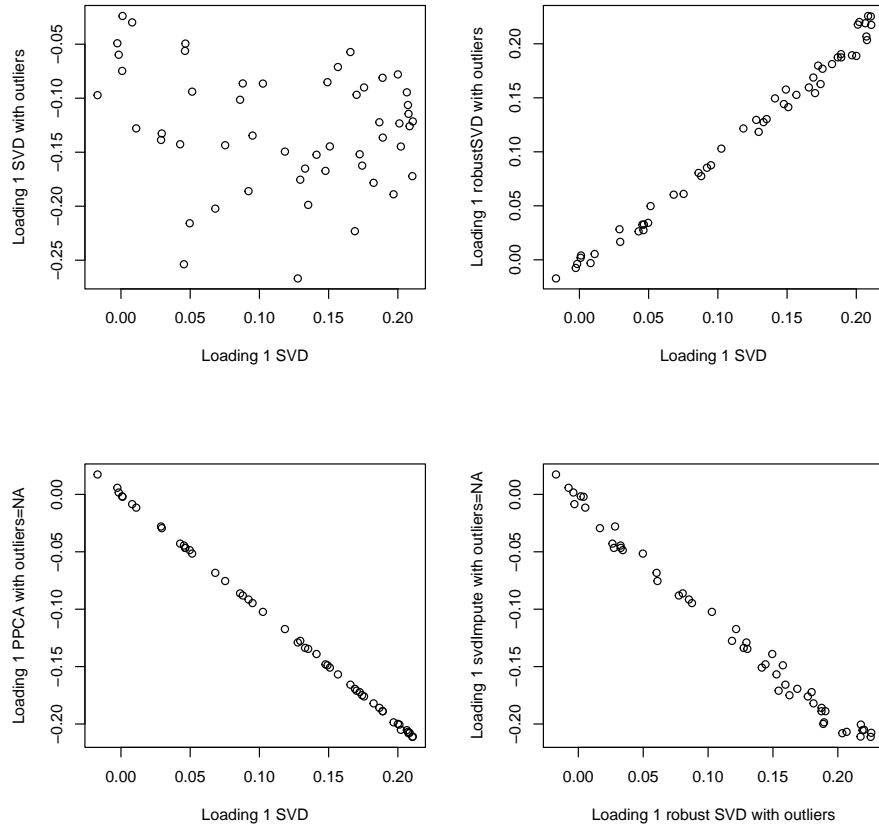 Loading 1 SVD with outliers
−0.05
−0.10
−0.15
−0.20
−0.25
0.00 0.05 0.10 0.15 0.20
Loading 1 SVD
Loading 1 robustSVD with outliers
0.20
0.15
0.10
0.05
0.00
0.00 0.05 0.10 0.15 0.20
Loading 1 SVD
Loading 1 PPCA with outliers=NA
0.00
−0.05
−0.10
−0.15
−0.20
0.00 0.05 0.10 0.15 0.20
Loading 1 SVD
Loading 1 svdImpute with outliers=NA
0.00
−0.05
−0.10
−0.15
−0.20
0.00 0.05 0.10 0.15 0.20
Loading 1 robust SVD with outliers